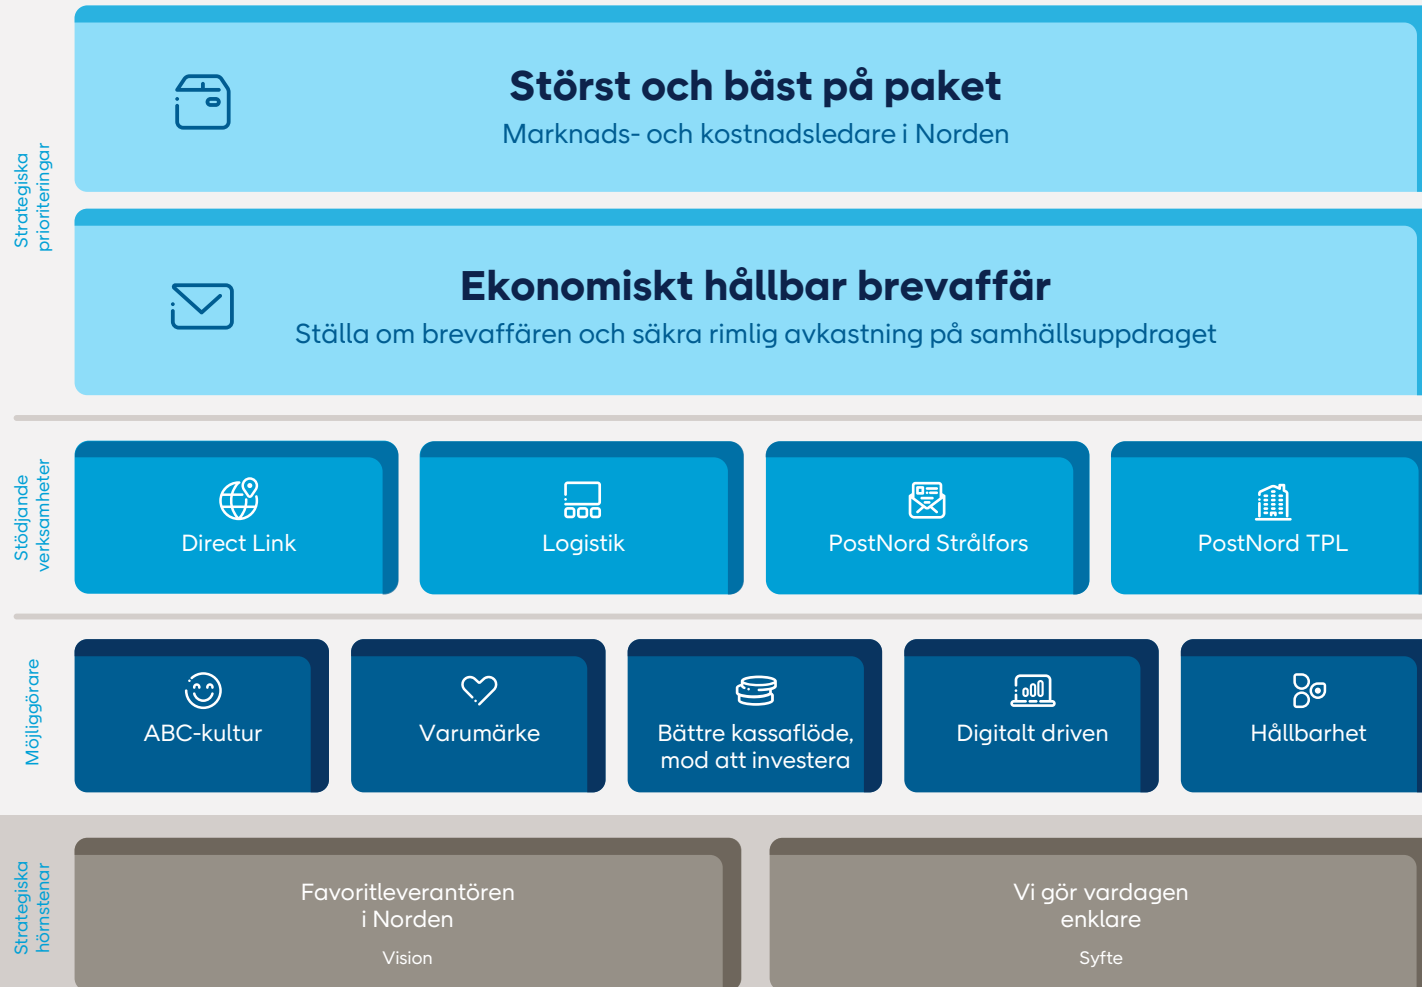 Strategiska
prioriteringar
Störst och bäst på paket
Marknads- och kostnadsledare i Norden
Ekonomiskt hållbar brevaffär
Ställa om brevaffären och säkra rimlig avkastning på samhällsuppdraget
Stödjande
verksamheter
Direct Link
Logistik
PostNord Strålfors
PostNord TPL
Möjliggörare
ABC-kultur
Varumärke
Bättre kassaflöde,
mod att investera
Digitalt driven
Hållbarhet
Strategiska
hörnstenar
Favoritleverantören
i Norden
Vision
Vi gör vardagen
enklare
Syfte